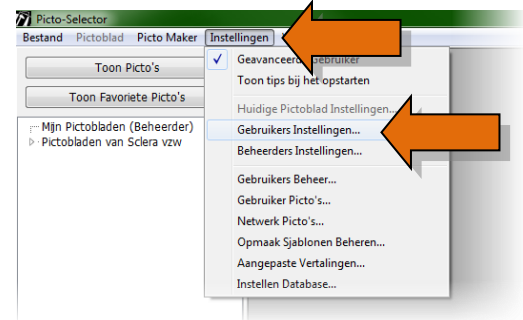 Picto-Selector
Bestand Pictoblad Picto Maker Instellingen
Toon Picto's
Toon Favoriete Picto's
Mijn Pictobladen (Beheerder)
Pictobladen van Sclera vzw
Geavanceerde Gebruiker
Toon tips bij het opstarten
Huidige Pictoblad Instellingen...
Gebruikers Instellingen...
Beheerders Instellingen...
Gebruikers Beheer...
Gebruiker Picto's...
Netwerk Picto's...
Opmaak Sjablonen Beheren...
Aangepaste Vertalingen...
Instellen Database...